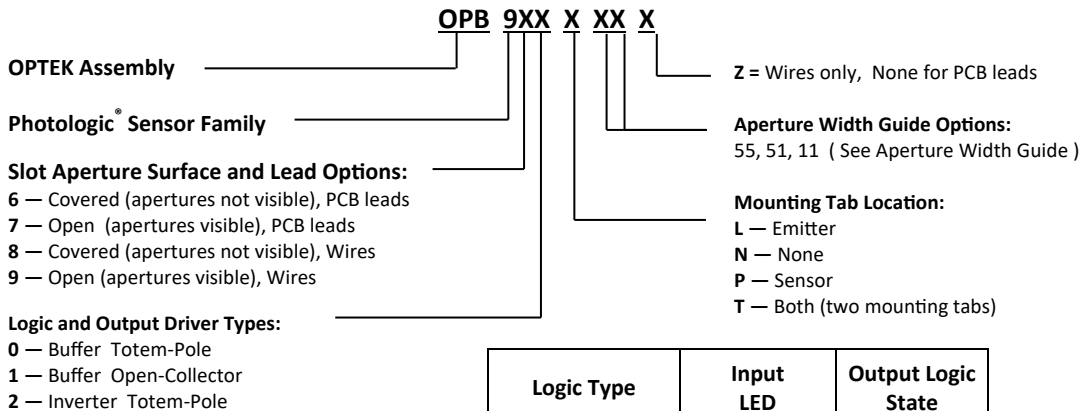 OPB 9XX X XX X
OPTEK Assembly
Photologic® Sensor Family
Slot Aperture Surface and Lead Options:
6 — Covered (apertures not visible), PCB leads
7 — Open (apertures visible), PCB leads
8 — Covered (apertures not visible), Wires
9 — Open (apertures visible), Wires
Logic and Output Driver Types:
0 — Buffer Totem-Pole
1 — Buffer Open-Collector
2 — Inverter Totem-Pole
Z = Wires only, None for PCB leads
Aperture Width Guide Options:
55, 51, 11 ( See Aperture Width Guide )
Mounting Tab Location:
L — Emitter
N — None
P — Sensor
T — Both (two mounting tabs)
Logic Type
Input
LED
Output Logic
State